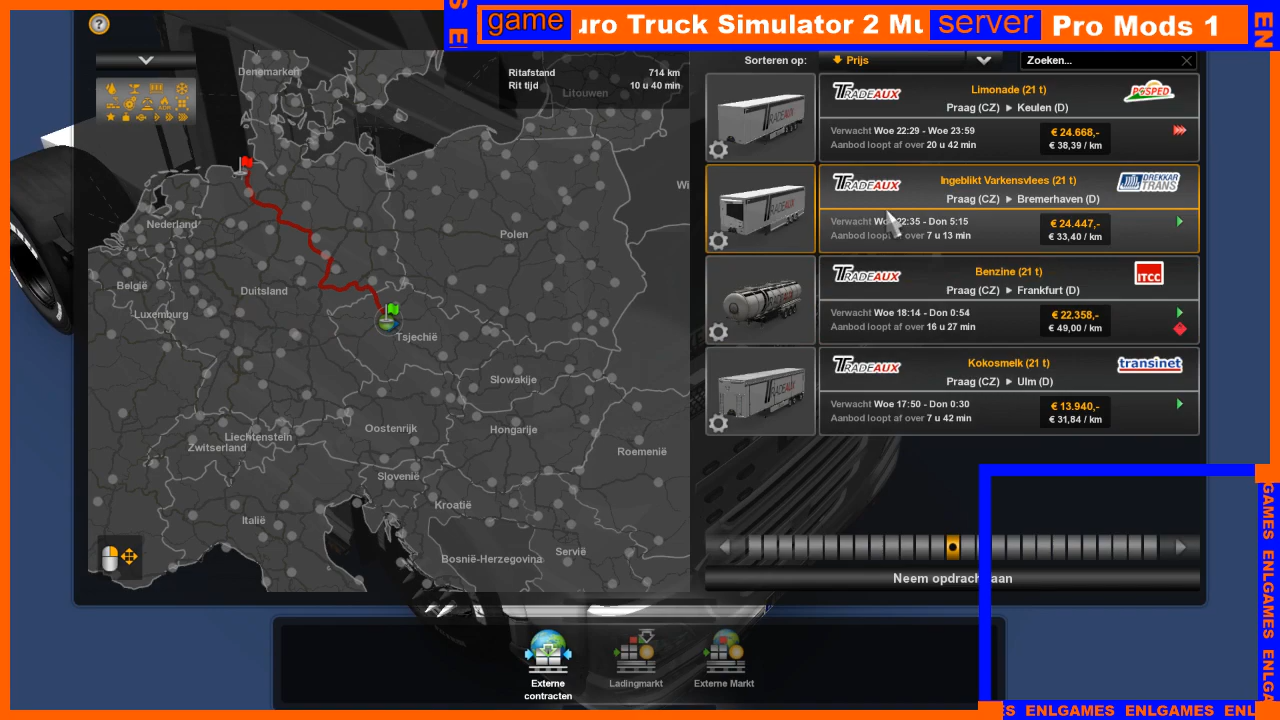 game
uro Truck Simulator 2 Mu
server
Pro Mods 1
Sorteren op:
Prijs
Zoeken...
Ritafstand 714 km
Rit tijd 10 u 40 min
Denemarken
Litouwen
Nederland
Polen
België
Duitsland
Luxemburg
Tsjechië
Slowakije
Oostenrijk
Hongarije
Liechtenstein
Zwitserland
Roemenië
Slovenië
Kroatië
Italië
Servië
Bosnië-Herzegovina
TRADEAUX
Limonade (21 t)
POSPED
Praag (CZ) ▶ Keulen (D)
Verwacht Woe 22:29 - Woe 23:59
Aanbod loopt af over 20 u 42 min
€ 24.668,-
€ 38,39 / km
TRADEAUX
Ingeblikt Varkensvlees (21 t)
DREKKAR TRANS
Praag (CZ) ▶ Bremerhaven (D)
Verwacht Woe 22:35 - Don 5:15
Aanbod loopt af over 7 u 13 min
€ 24.447,-
€ 33,40 / km
TRADEAUX
Benzine (21 t)
ITCC
Praag (CZ) ▶ Frankfurt (D)
Verwacht Woe 18:14 - Don 0:54
Aanbod loopt af over 16 u 27 min
€ 22.358,-
€ 49,00 / km
TRADEAUX
Kokosmelk (21 t)
transinet
Praag (CZ) ▶ Ulm (D)
Verwacht Woe 17:50 - Don 0:30
Aanbod loopt af over 7 u 42 min
€ 13.940,-
€ 31,84 / km
Neem opdracht aan
Externe contracten
Ladingmarkt
Externe Markt
GAMES ENLGAMES ENLGA
ES ENLGAMES ENLGAMES ENL